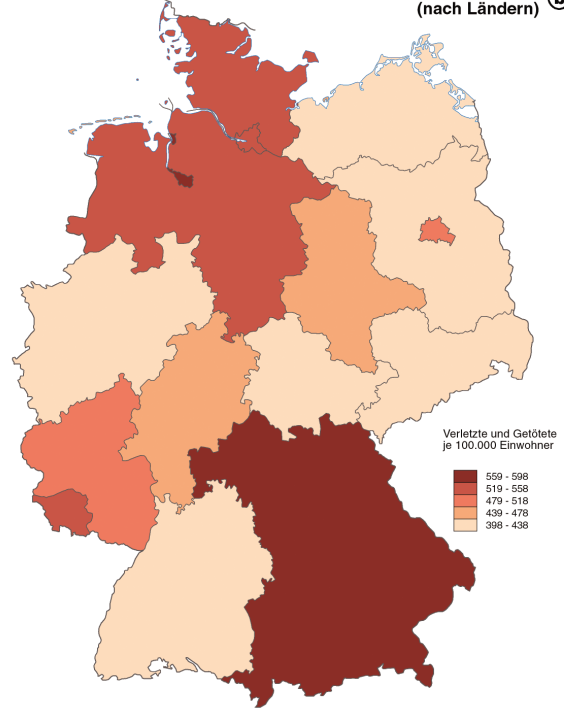 (nach Ländern)
Verletzte und Getötete
je 100.000 Einwohner
559 - 598
519 - 558
479 - 518
439 - 478
398 - 438